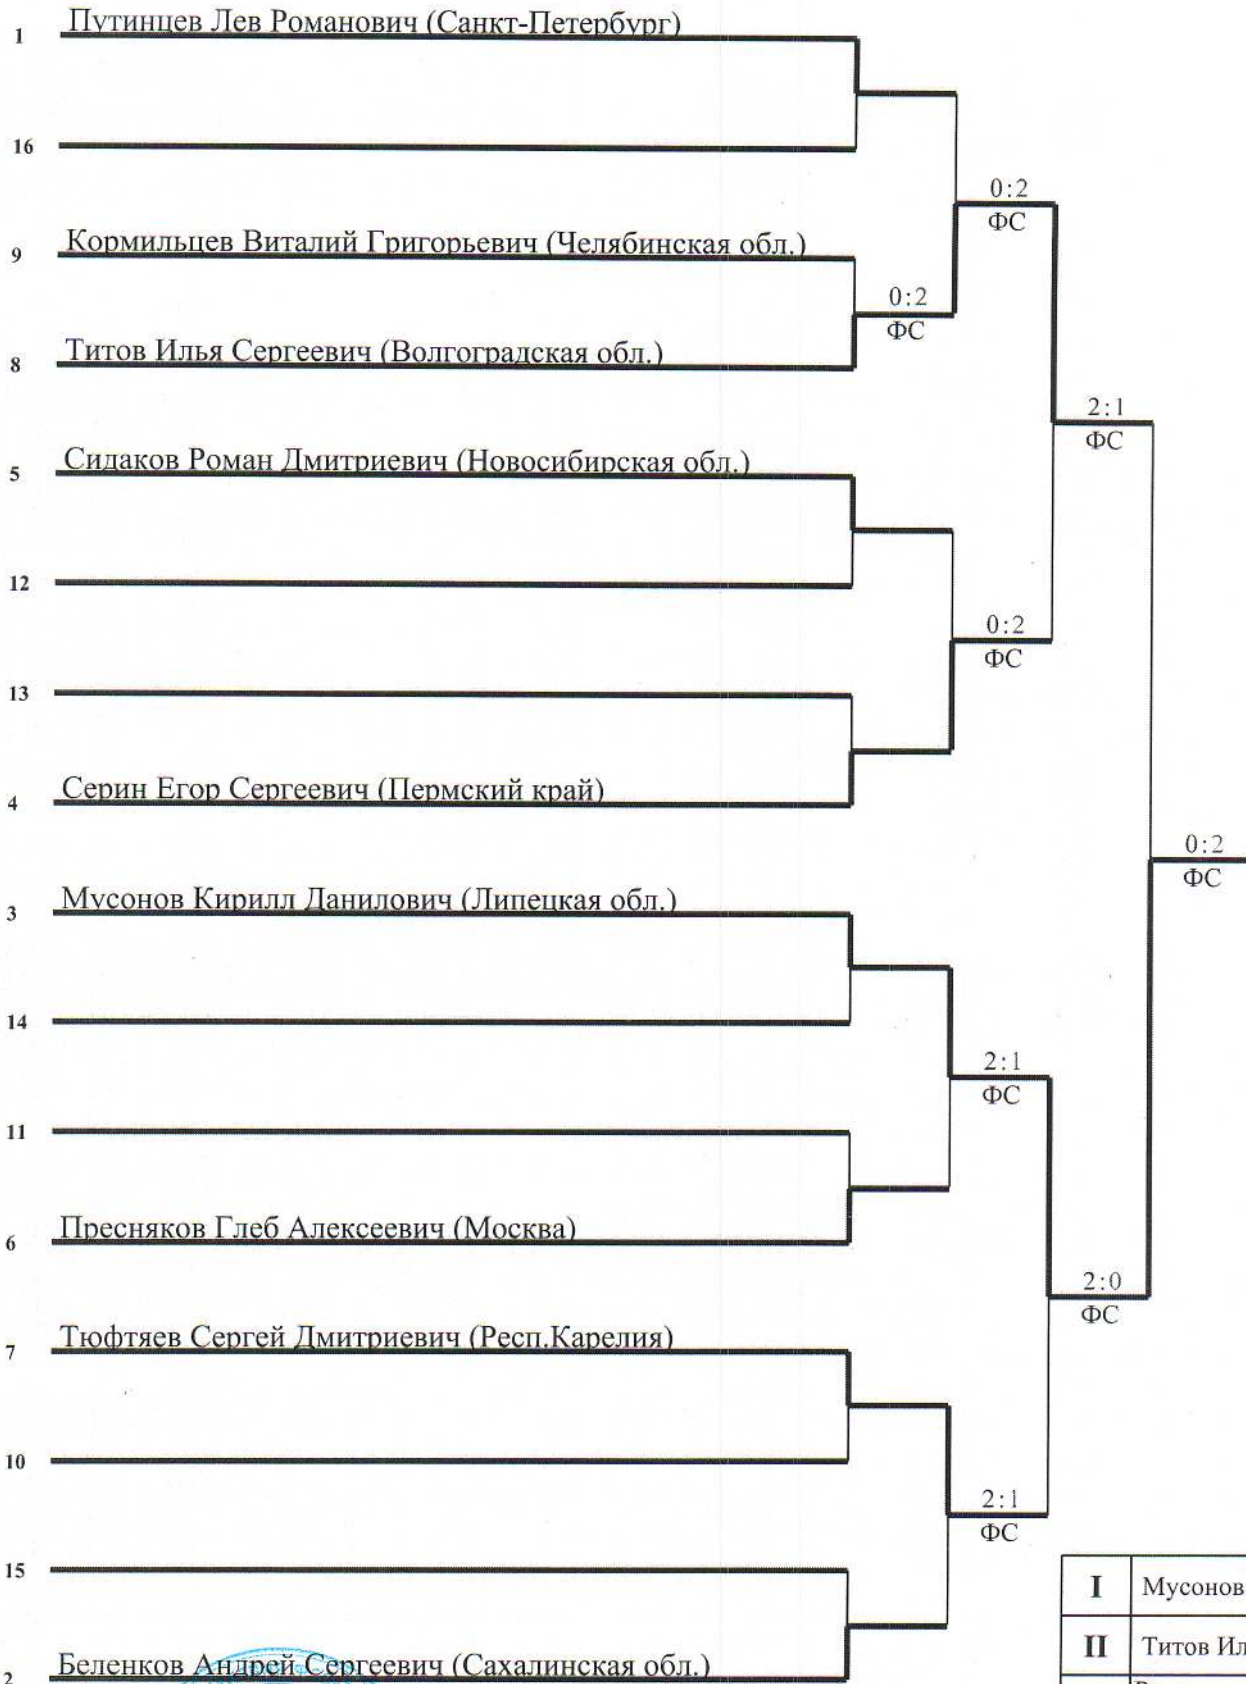 1 Путинцев Лев Романович (Санкт-Петербург)
16
0:2
ФС
9 Кормильцев Виталий Григорьевич (Челябинская обл.)
0:2
ФС
8 Титов Илья Сергеевич (Волгоградская обл.)
2:1
ФС
5 Сидаков Роман Дмитриевич (Новосибирская обл.)
12
0:2
ФС
13
4 Серин Егор Сергеевич (Пермский край)
0:2
ФС
3 Мусонов Кирилл Данилович (Липецкая обл.)
14
2:1
ФС
11
6 Пресняков Глеб Алексеевич (Москва)
2:0
ФС
7 Тюфтяев Сергей Дмитриевич (Респ.Карелия)
10
2:1
ФС
15
I Мусонов
II Титов Ил
2 Беленков Андрей Сергеевич (Сахалинская обл.)